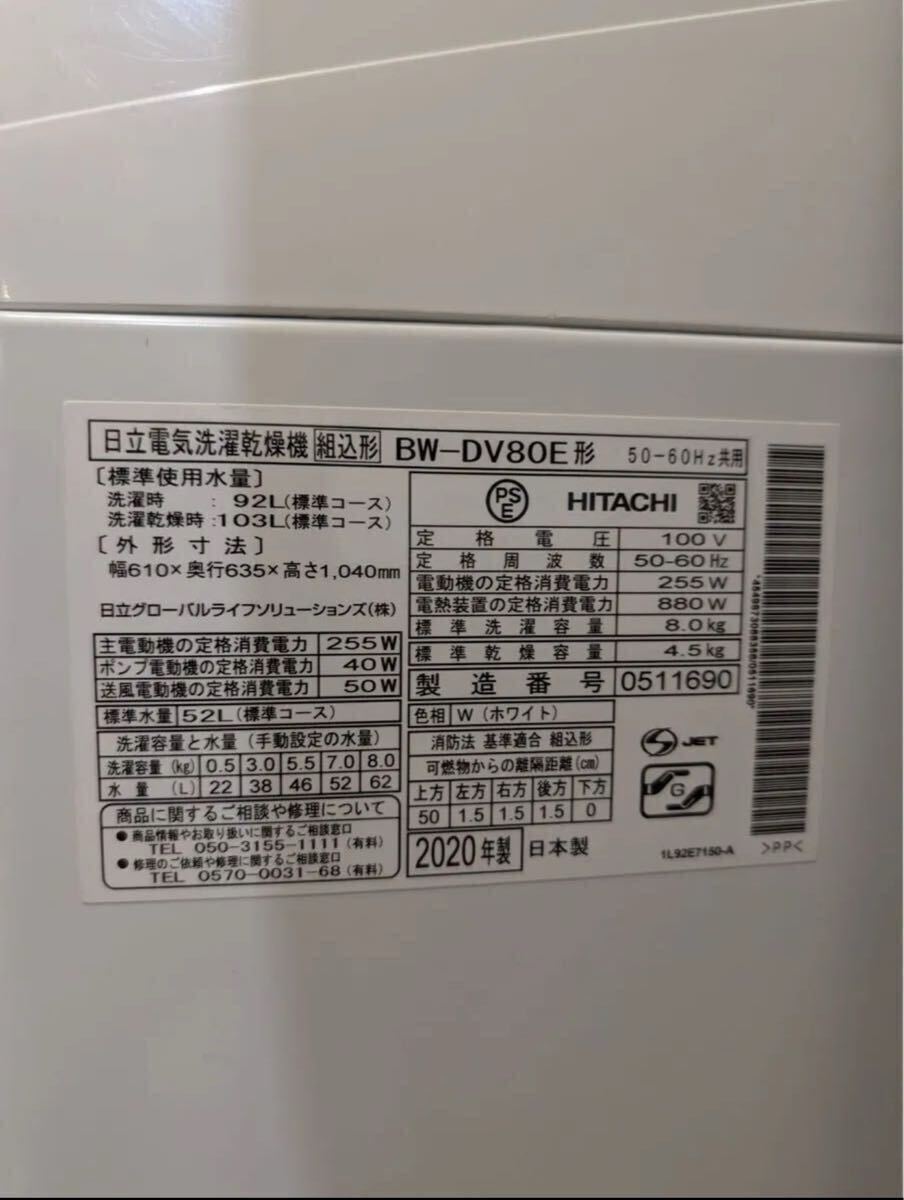 日立電気洗濯乾燥機 組込形 BW-DV80E形 50-60Hz共用
〔標準使用水量〕
洗濯時 : 92L(標準コース)
洗濯乾燥時 : 103L(標準コース)
〔外形寸法〕
幅610×奥行635×高さ1,040mm
日立グローバルライフソリューションズ(株)
主電動機の定格消費電力 255W
ポンプ電動機の定格消費電力 40W
送風電動機の定格消費電力 50W
標準水量 52L(標準コース)
洗濯容量と水量(手動設定の水量)
洗濯容量(kg) 0.5 3.0 5.5 7.0 8.0
水量(L) 22 38 46 52 62
商品に関するご相談や修理について
●商品情報やお取り扱いに関するご相談窓口
TEL 050-3155-1111(有料)
●修理のご依頼や修理に関するご相談窓口
TEL 0570-0031-68(有料)
PS
E
HITACHI
定格電圧 100V
定格周波数 50-60Hz
電動機の定格消費電力 255W
電熱装置の定格消費電力 880W
標準洗濯容量 8.0kg
標準乾燥容量 4.5kg
製造番号 0511690
色相 W(ホワイト)
消防法 基準適合 組込形
可燃物からの離隔距離(cm)
上方 左方 右方 後方 下方
50 1.5 1.5 1.5 0
2020年製 日本製
S JET
G
1L92E7150-A >PP<